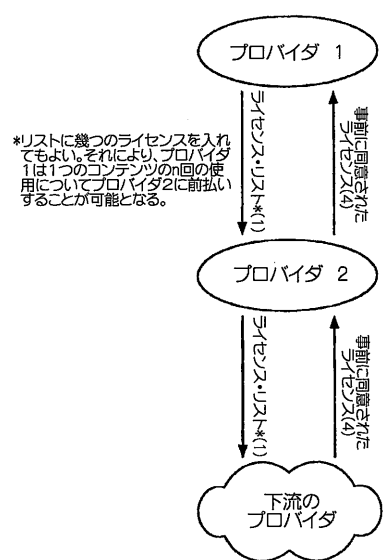 プロバイダ 1
ライセンス・リスト*(1)
事前に同意された
ライセンス(4)
*リストに幾つのライセンスを入れ
てもよい。それにより、プロバイダ
1は1つのコンテンツのn回の使
用についてプロバイダ2に前払い
することが可能となる。
プロバイダ 2
ライセンス・リスト*(1)
事前に同意された
ライセンス(4)
下流の
プロバイダ